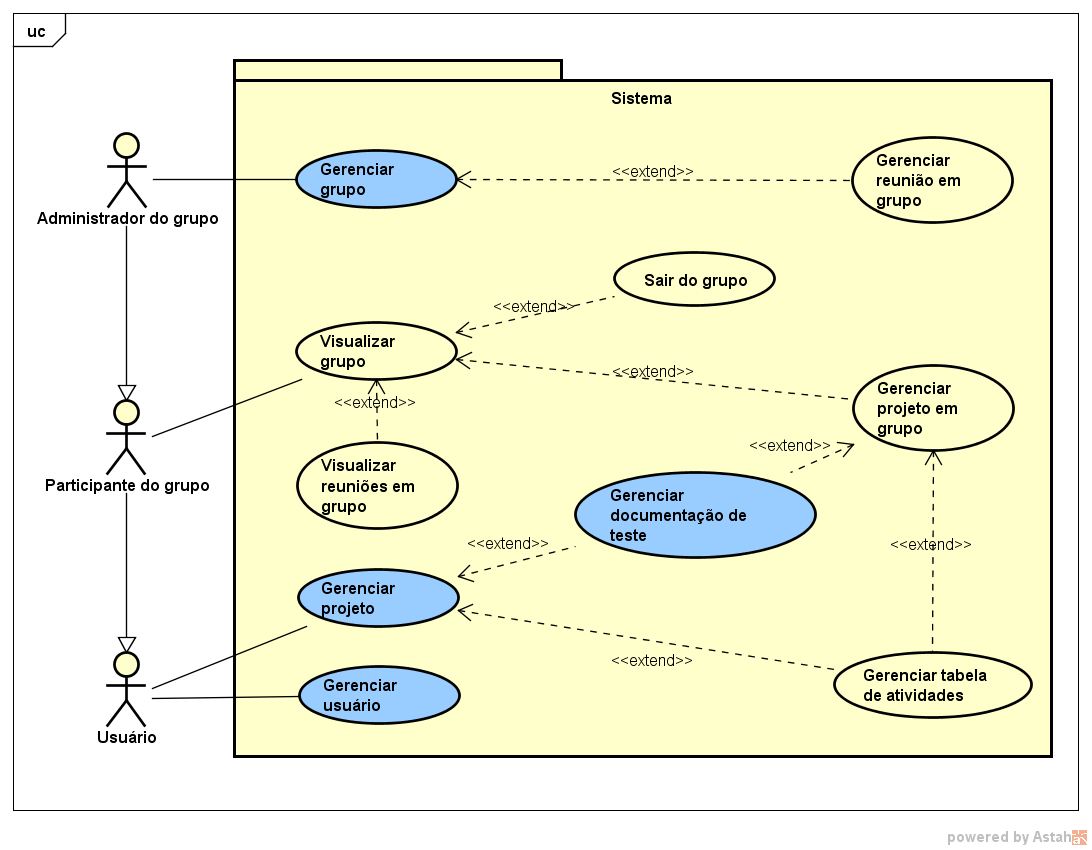 uc
Sistema
Gerenciar
grupo
<<extend>>
Gerenciar
reunião em
grupo
Administrador do grupo
Sair do grupo
<<extend>>
Visualizar
grupo
<<extend>>
Gerenciar
projeto em
grupo
<<extend>>
<<extend>>
Visualizar
reuniões em
grupo
Participante do grupo
Gerenciar
documentação de
teste
<<extend>>
<<extend>>
Gerenciar
projeto
<<extend>>
Gerenciar tabela
de atividades
Gerenciar
usuário
Usuário
powered by Astah